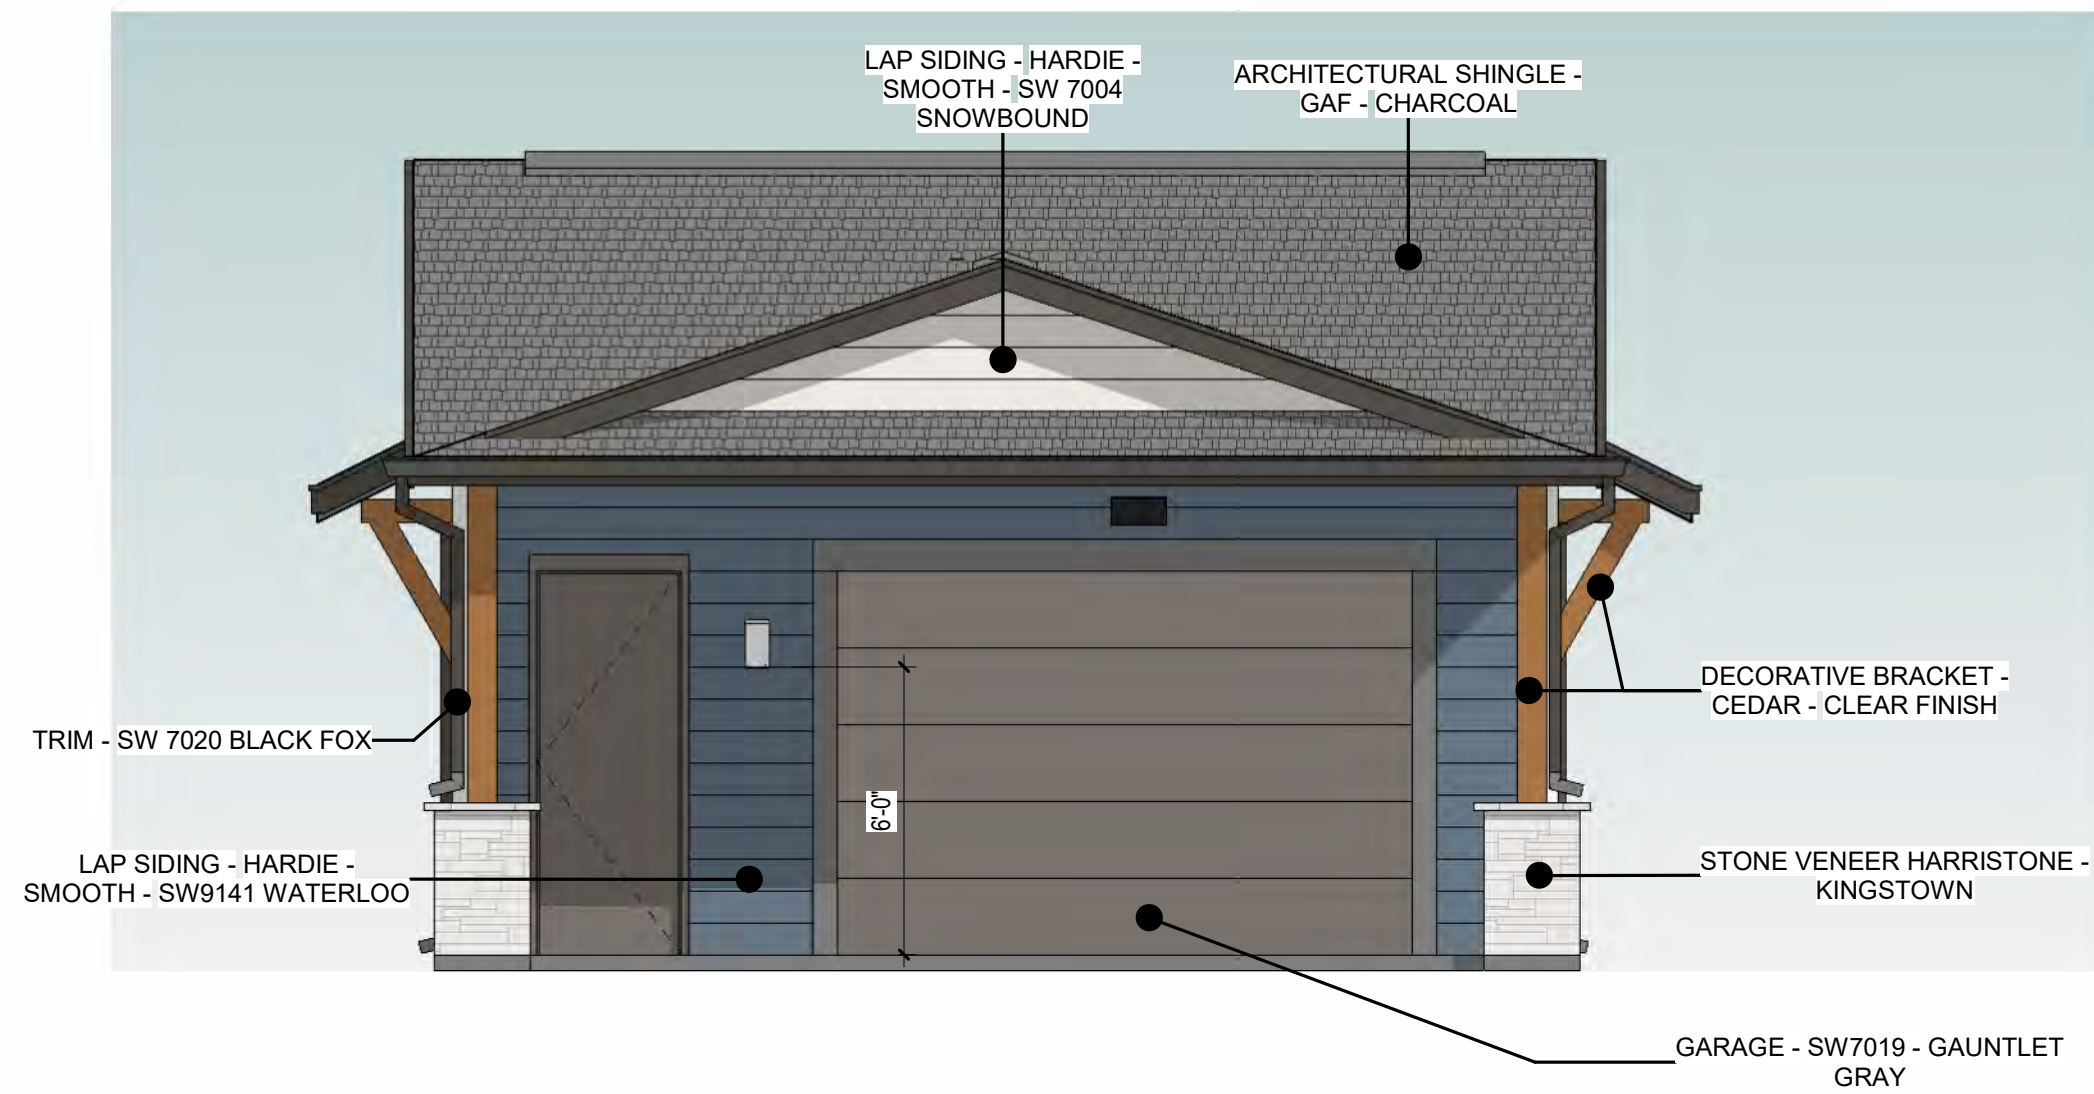 LAP SIDING - HARDIE -
SMOOTH - SW 7004
SNOWBOUND
ARCHITECTURAL SHINGLE -
GAF - CHARCOAL
DECORATIVE BRACKET -
CEDAR - CLEAR FINISH
TRIM - SW 7020 BLACK FOX
6'-0"
LAP SIDING - HARDIE -
SMOOTH - SW9141 WATERLOO
STONE VENEER HARRISTONE -
KINGSTOWN
GARAGE - SW7019 - GAUNTLET
GRAY